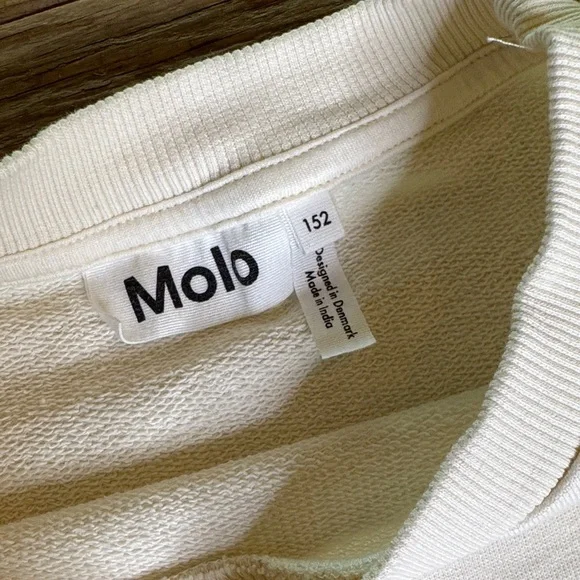 Molo
152
Designed in Denmark
Made in India